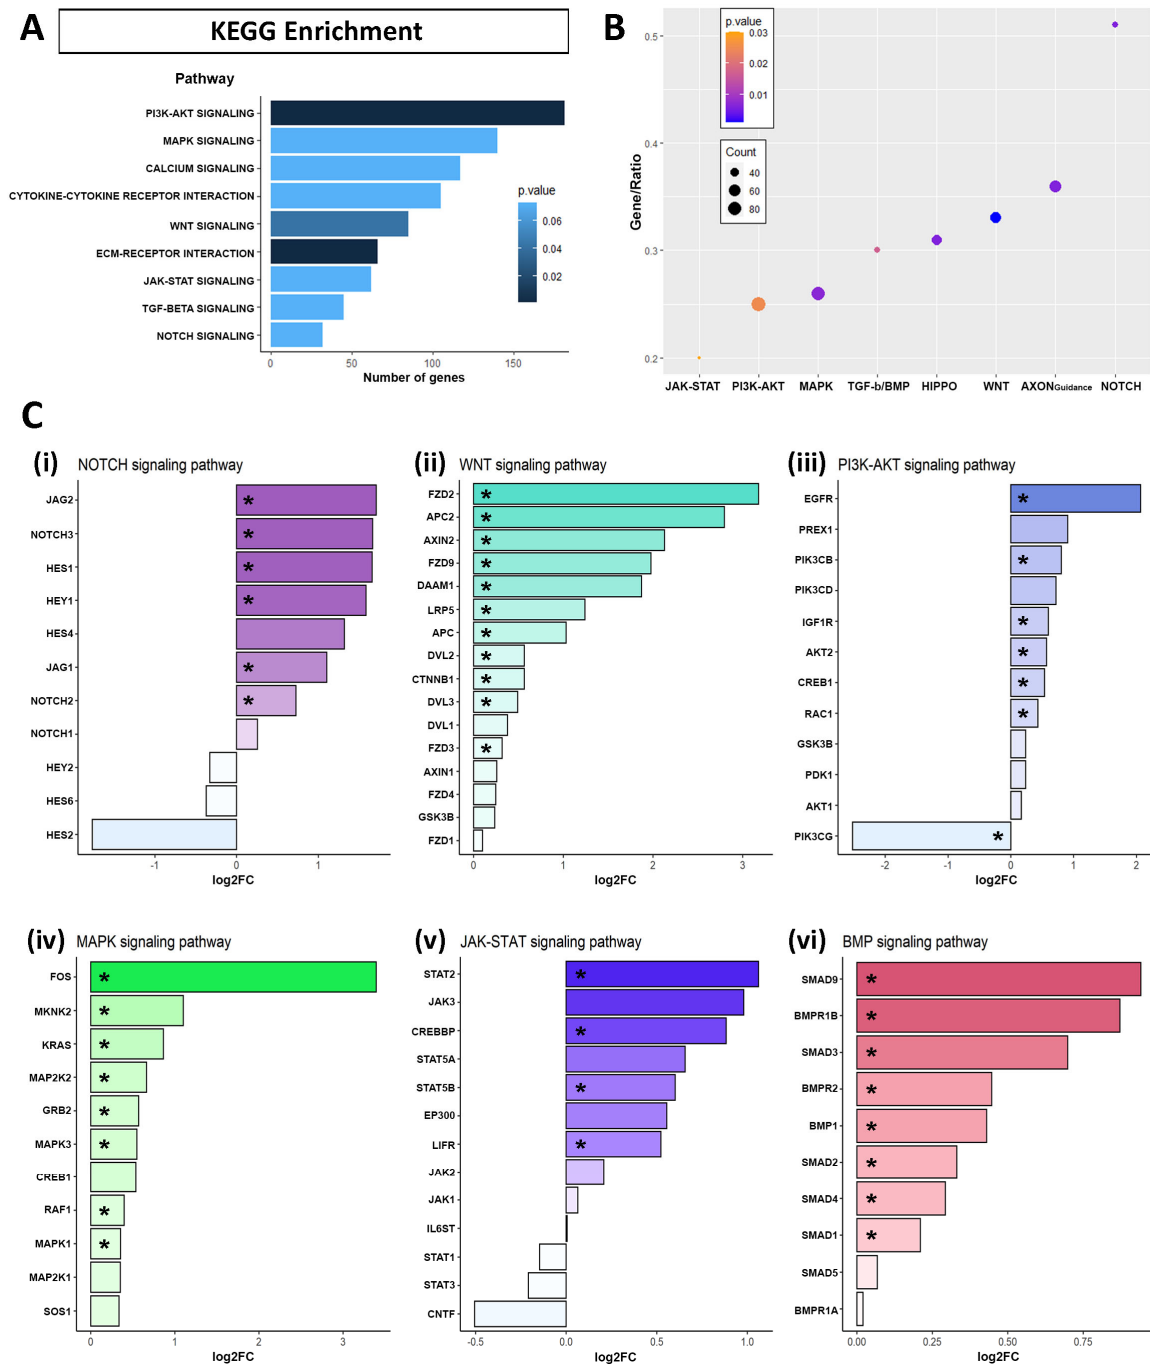 A
KEGG Enrichment
Pathway
PI3K-AKT SIGNALING
MAPK SIGNALING
CALCIUM SIGNALING
CYTOKINE-CYTOKINE RECEPTOR INTERACTION
WNT SIGNALING
ECM-RECEPTOR INTERACTION
JAK-STAT SIGNALING
TGF-BETA SIGNALING
NOTCH SIGNALING
0 50 100 150
Number of genes
p.value
0.06
0.04
0.02
B
p.value
0.03
0.02
0.01
Count
40
60
80
Gene/Ratio
0.5
0.4
0.3
0.2
JAK-STAT PI3K-AKT MAPK TGF-b/BMP HIPPO WNT AXONGuidance NOTCH
C
(i) NOTCH signaling pathway
JAG2 *
NOTCH3 *
HES1 *
HEY1 *
HES4
JAG1 *
NOTCH2 *
NOTCH1
HEY2
HES6
HES2
-1 0 1
log2FC
(ii) WNT signaling pathway
FZD2 *
APC2 *
AXIN2 *
FZD9 *
DAAM1 *
LRP5 *
APC *
DVL2 *
CTNNB1 *
DVL3 *
DVL1
FZD3 *
AXIN1
FZD4
GSK3B
FZD1
0 1 2 3
log2FC
(iii) PI3K-AKT signaling pathway
EGFR *
PREX1
PIK3CB *
PIK3CD
IGF1R *
AKT2 *
CREB1 *
RAC1 *
GSK3B
PDK1
AKT1
PIK3CG *
-2 -1 0 1 2
log2FC
(iv) MAPK signaling pathway
FOS *
MKNK2 *
KRAS *
MAP2K2 *
GRB2 *
MAPK3 *
CREB1
RAF1 *
MAPK1 *
MAP2K1
SOS1
0 1 2 3
log2FC
(v) JAK-STAT signaling pathway
STAT2 *
JAK3
CREBBP *
STAT5A
STAT5B *
EP300
LIFR *
JAK2
JAK1
IL6ST
STAT1
STAT3
CNTF
-0.5 0.0 0.5 1.0
log2FC
(vi) BMP signaling pathway
SMAD9 *
BMPR1B *
SMAD3 *
BMPR2 *
BMP1 *
SMAD2 *
SMAD4 *
SMAD1 *
SMAD5
BMPR1A
0.00 0.25 0.50 0.75
log2FC